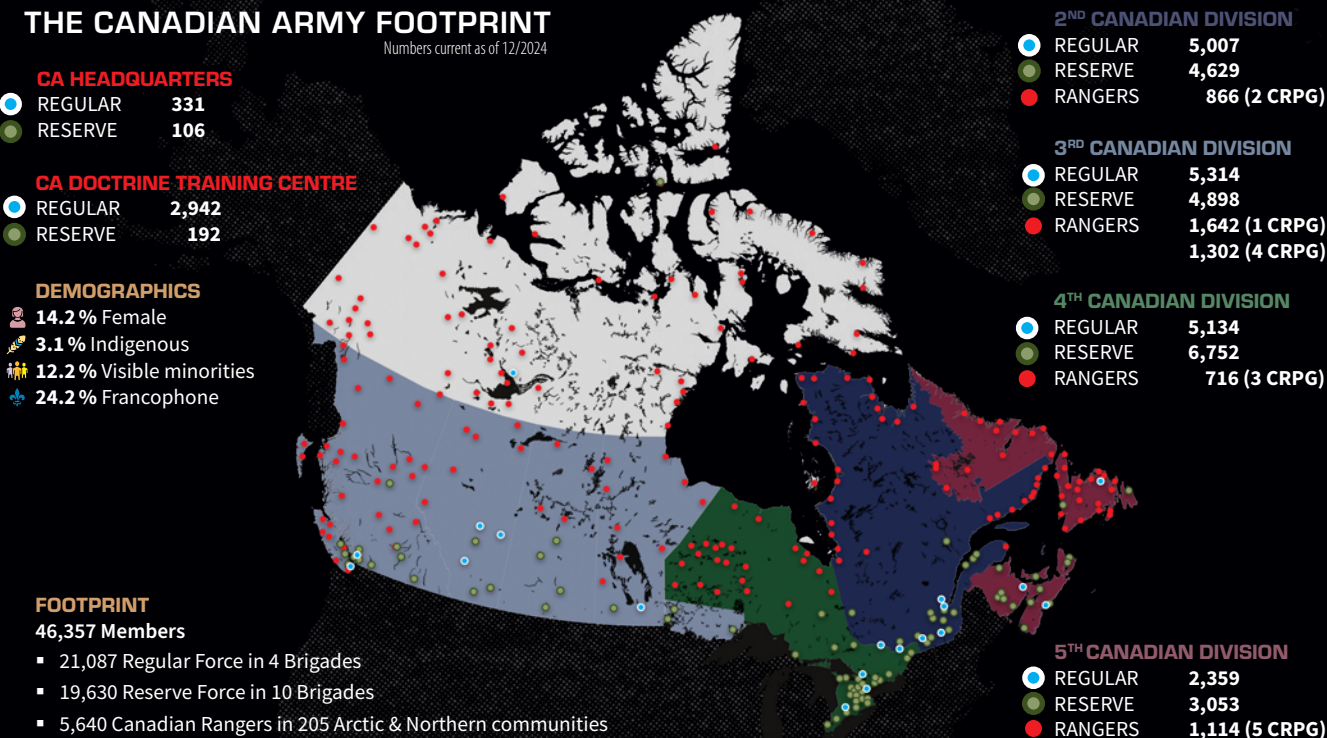 THE CANADIAN ARMY FOOTPRINT
Numbers current as of 12/2024
CA HEADQUARTERS
REGULAR 331
RESERVE 106
CA DOCTRINE TRAINING CENTRE
REGULAR 2,942
RESERVE 192
DEMOGRAPHICS
14.2 % Female
3.1 % Indigenous
12.2 % Visible minorities
24.2 % Francophone
FOOTPRINT
46,357 Members
▪ 21,087 Regular Force in 4 Brigades
▪ 19,630 Reserve Force in 10 Brigades
▪ 5,640 Canadian Rangers in 205 Arctic & Northern communities
2ND CANADIAN DIVISION
REGULAR 5,007
RESERVE 4,629
RANGERS 866 (2 CRPG)
3RD CANADIAN DIVISION
REGULAR 5,314
RESERVE 4,898
RANGERS 1,642 (1 CRPG)
1,302 (4 CRPG)
4TH CANADIAN DIVISION
REGULAR 5,134
RESERVE 6,752
RANGERS 716 (3 CRPG)
5TH CANADIAN DIVISION
REGULAR 2,359
RESERVE 3,053
RANGERS 1,114 (5 CRPG)